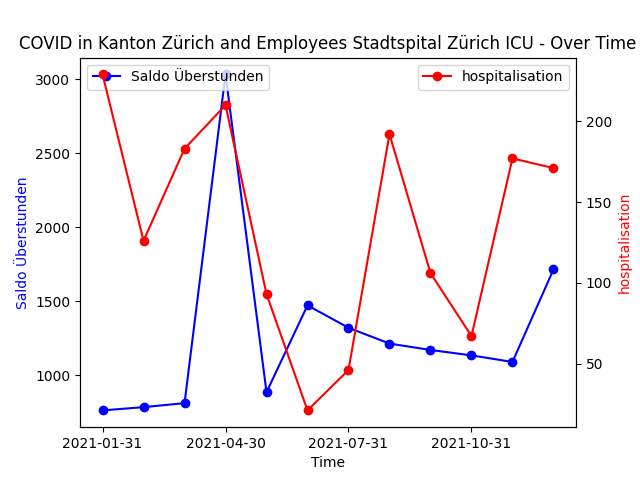 COVID in Kanton Zürich and Employees Stadtspital Zürich ICU - Over Time
Saldo Überstunden
hospitalisation
3000
2500
2000
1500
1000
Saldo Überstunden
200
150
100
50
hospitalisation
2021-01-31
2021-04-30
2021-07-31
2021-10-31
Time